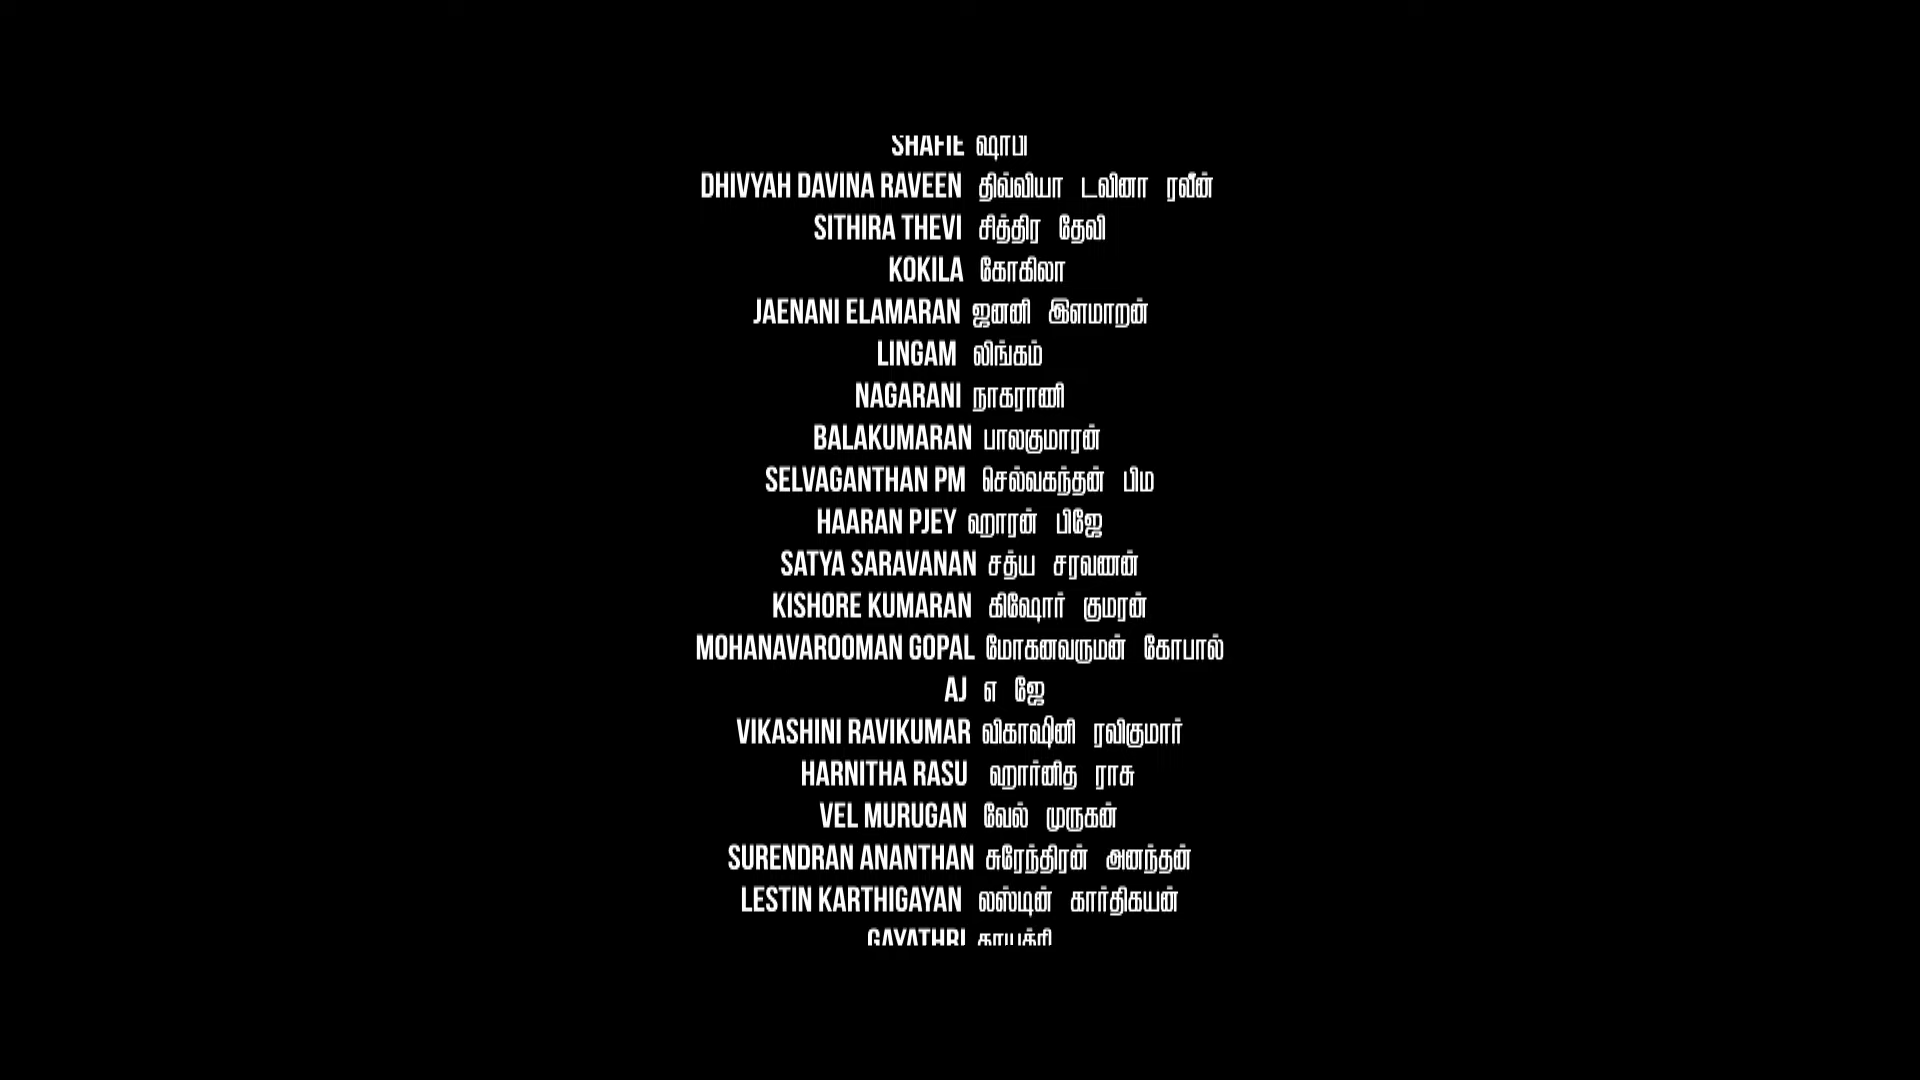 SHAFIE ஷாபி
DHIVYAH DAVINA RAVEEN திவ்வியா டவினா ரவீன்
SITHIRA THEVI சித்திர தேவி
KOKILA கோகிலா
JAENANI ELAMARAN ஜனனி இளமாறன்
LINGAM லிங்கம்
NAGARANI நாகராணி
BALAKUMARAN பாலகுமாரன்
SELVAGANTHAN PM செல்வகந்தன் பிம
HAARAN PJEY ஹாரன் பிஜே
SATYA SARAVANAN சத்ய சரவணன்
KISHORE KUMARAN கிஷோர் குமரன்
MOHANAVAROOMAN GOPAL மோகனவருமன் கோபால்
AJ எ ஜே
VIKASHINI RAVIKUMAR விகாஷினி ரவிகுமார்
HARNITHA RASU ஹார்னித ராசு
VEL MURUGAN வேல் முருகன்
SURENDRAN ANANTHAN சுரேந்திரன் அனந்தன்
LESTIN KARTHIGAYAN லஸ்டின் கார்திகயன்
GAYATHRI காயத்ரி